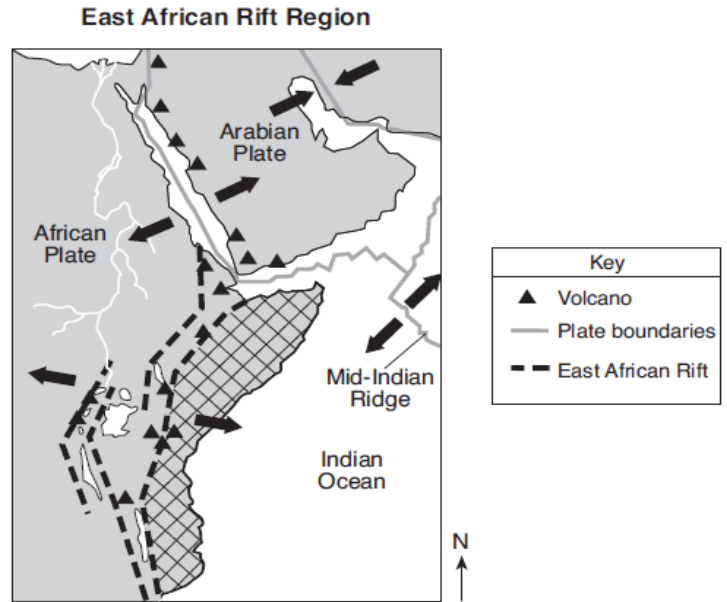 East African Rift Region
Arabian
Plate
African
Plate
Mid-Indian
Ridge
Indian
Ocean
Key
Volcano
Plate boundaries
East African Rift
N